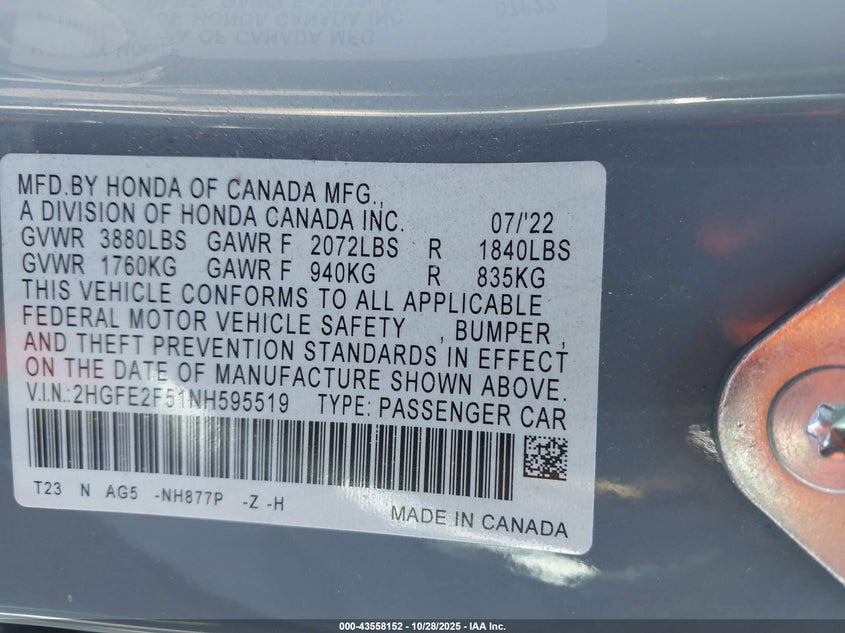 MFD.BY HONDA OF CANADA MFG.,
A DIVISION OF HONDA CANADA INC. 07/'22
GVWR 3880LBS GAWR F 2072LBS R 1840LBS
GVWR 1760KG GAWR F 940KG R 835KG
THIS VEHICLE CONFORMS TO ALL APPLICABLE
FEDERAL MOTOR VEHICLE SAFETY , BUMPER ,
AND THEFT PREVENTION STANDARDS IN EFFECT
ON THE DATE OF MANUFACTURE SHOWN ABOVE.
V.I.N.:2HGFE2F51NH595519 TYPE: PASSENGER CAR
T23 N AG5 -NH877P -Z -H
MADE IN CANADA
000-43558152 | 10/28/2025 - IAA Inc.